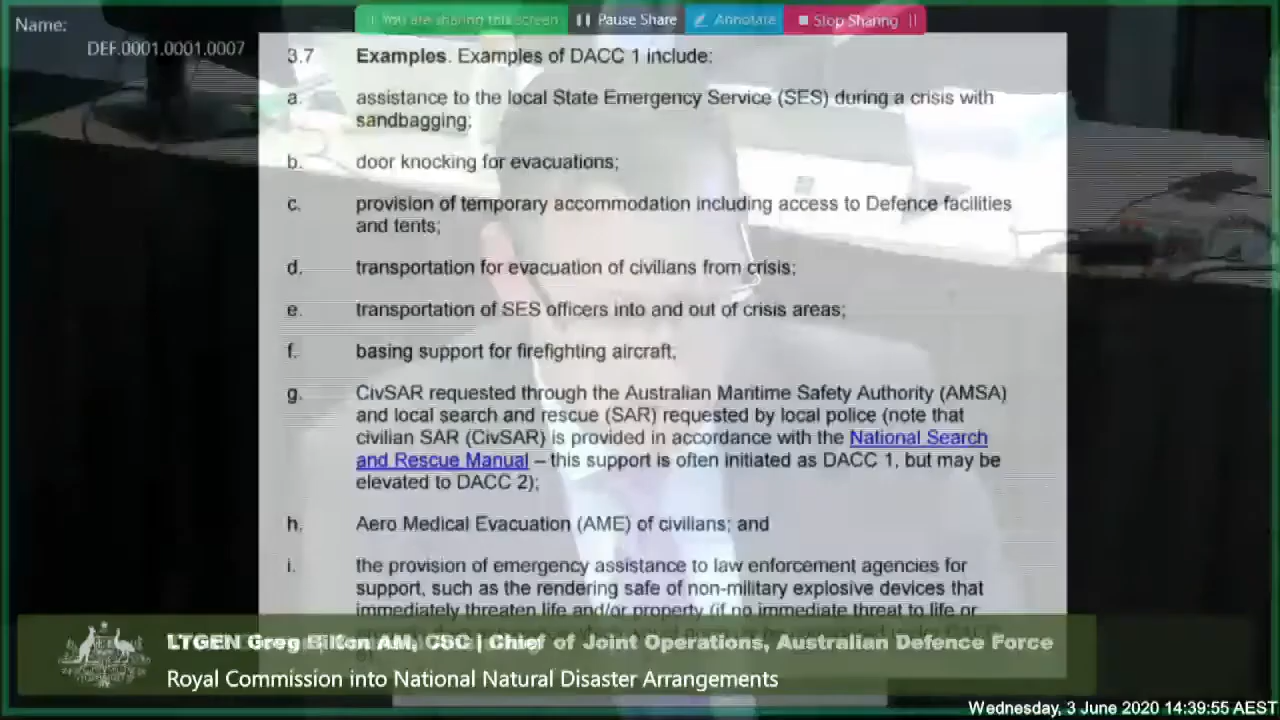 Name:
DEF.0001.0001.0007
You are sharing this screen
Pause Share
Annotate
Stop Sharing
3.7 Examples. Examples of DACC 1 include:
a. assistance to the local State Emergency Service (SES) during a crisis with
sandbagging;
b. door knocking for evacuations;
c. provision of temporary accommodation including access to Defence facilities
and tents;
d. transportation for evacuation of civilians from crisis;
e. transportation of SES officers into and out of crisis areas;
f. basing support for firefighting aircraft;
g. CivSAR requested through the Australian Maritime Safety Authority (AMSA)
and local search and rescue (SAR) requested by local police (note that
civilian SAR (CivSAR) is provided in accordance with the National Search
and Rescue Manual – this support is often initiated as DACC 1, but may be
elevated to DACC 2);
h. Aero Medical Evacuation (AME) of civilians; and
i. the provision of emergency assistance to law enforcement agencies for
support, such as the rendering safe of non-military explosive devices that
immediately threaten life and/or property (if no immediate threat to life or
LTGEN Greg Bilton AM, CSC | Chief of Joint Operations, Australian Defence Force
Royal Commission into National Natural Disaster Arrangements
Wednesday, 3 June 2020 14:39:55 AEST